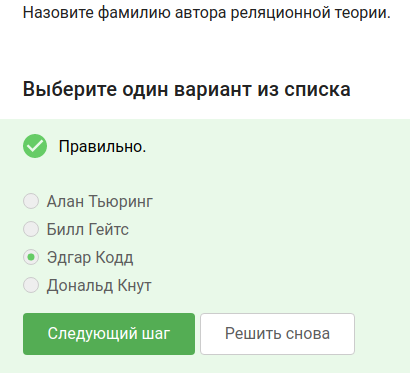 Назовите фамилию автора реляционной теории.
Выберите один вариант из списка
Правильно.
Алан Тьюринг
Билл Гейтс
Эдгар Кодд
Дональд Кнут
Следующий шаг
Решить снова